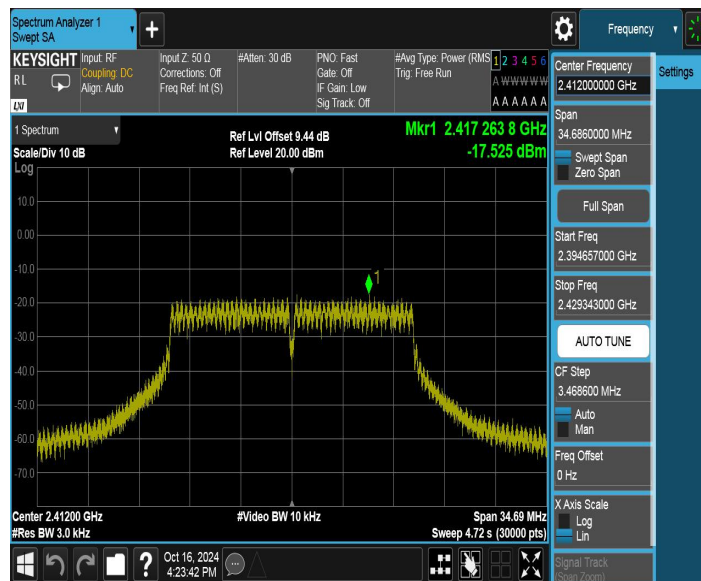 Spectrum Analyzer 1
Swept SA
Frequency
KEYSIGHT
RL
LXI
Input: RF
Coupling: DC
Align: Auto
Input Z: 50 Ω
Corrections: Off
Freq Ref: Int (S)
#Atten: 30 dB
PNO: Fast
Gate: Off
IF Gain: Low
Sig Track: Off
#Avg Type: Power (RMS
Trig: Free Run
1 2 3 4 5 6
A W W W W W
A A A A A A
1 Spectrum
Scale/Div 10 dB
Ref Lvl Offset 9.44 dB
Ref Level 20.00 dBm
Mkr1 2.417 263 8 GHz
-17.525 dBm
Log
10.0
0.00
-10.0
-20.0
-30.0
-40.0
-50.0
-60.0
-70.0
1
Center 2.41200 GHz
#Res BW 3.0 kHz
#Video BW 10 kHz
Span 34.69 MHz
Sweep 4.72 s (30000 pts)
Oct 16, 2024
4:23:42 PM
Center Frequency
2.412000000 GHz
Settings
Span
34.6860000 MHz
Swept Span
Zero Span
Full Span
Start Freq
2.394657000 GHz
Stop Freq
2.429343000 GHz
AUTO TUNE
CF Step
3.468600 MHz
Auto
Man
Freq Offset
0 Hz
X Axis Scale
Log
Lin
Signal Track
(Span Zoom)